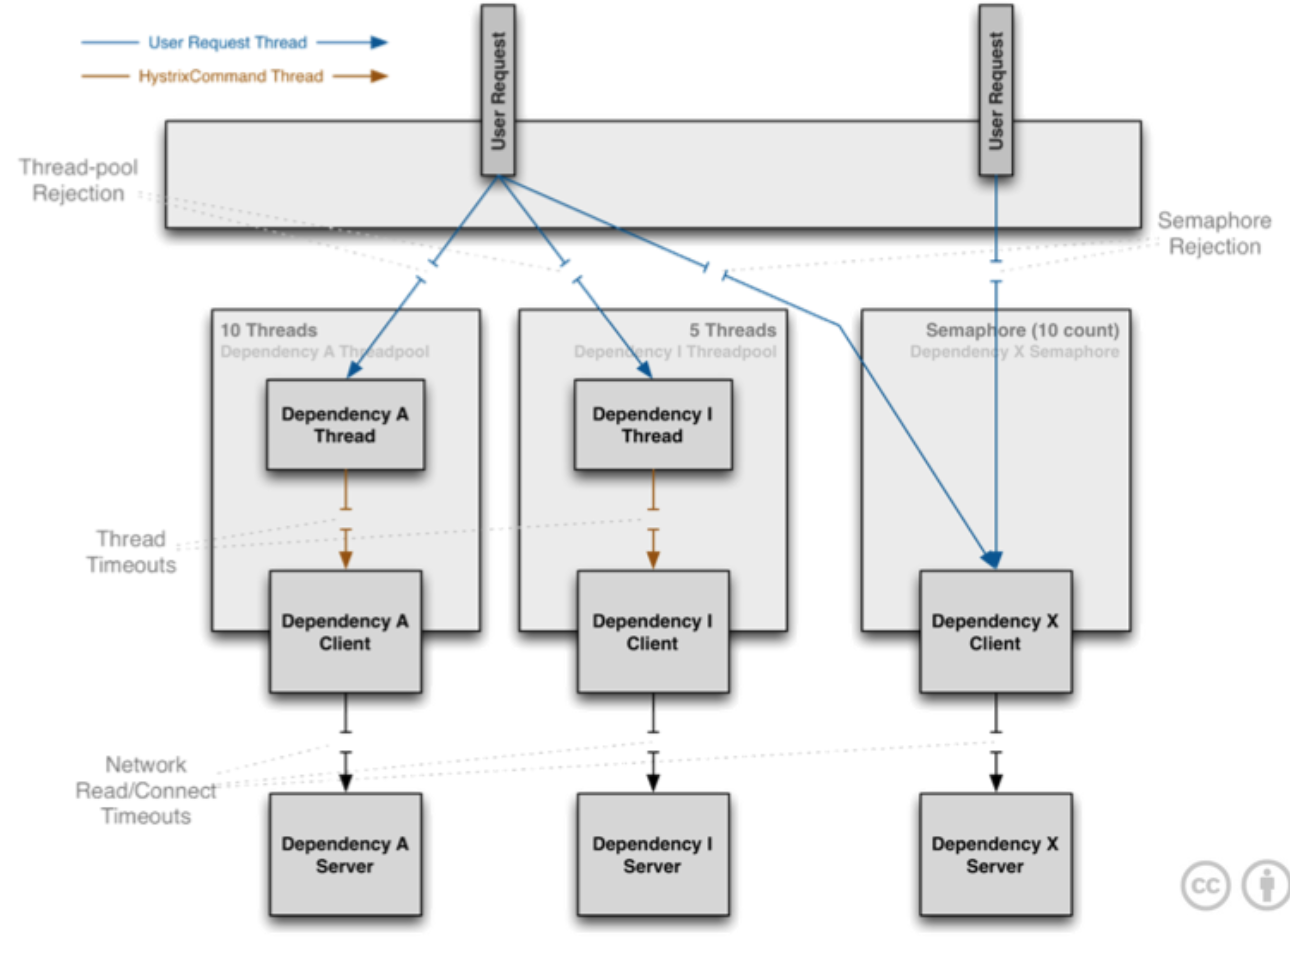 User Request Thread
HystrixCommand Thread
User Request
User Request
Thread-pool
Rejection
Semaphore
Rejection
10 Threads
Dependency A Threadpool
5 Threads
Dependency I Threadpool
Semaphore (10 count)
Dependency X Semaphore
Dependency A
Thread
Dependency I
Thread
Thread
Timeouts
Dependency A
Client
Dependency I
Client
Dependency X
Client
Network
Read/Connect
Timeouts
Dependency A
Server
Dependency I
Server
Dependency X
Server
cc